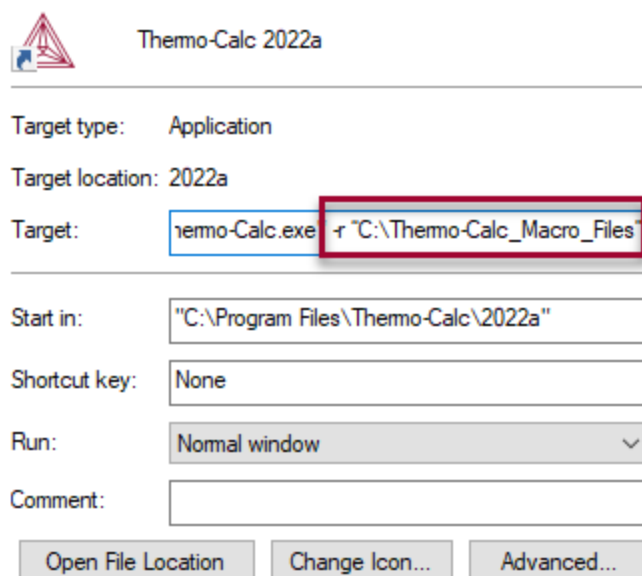 Thermo-Calc 2022a
Target type: Application
Target location: 2022a
Target: hermo-Calc.exe" -r "C:\Thermo-Calc_Macro_Files"
Start in: "C:\Program Files\Thermo-Calc\2022a"
Shortcut key: None
Run: Normal window
Comment:
Open File Location Change Icon... Advanced...